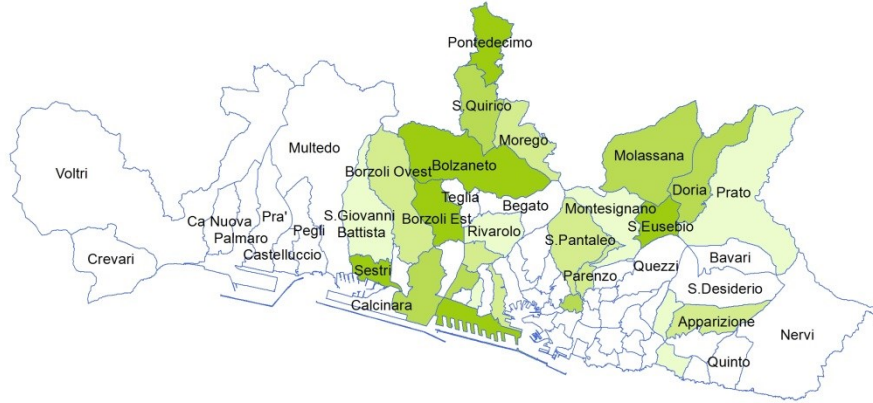 Pontedecimo
S.Quirico
Morego
Multedo
Bolzaneto
Molassana
Voltri
Borzoli Ovest
Teglia
Begato
Doria
Prato
Ca Nuova
Pra'
S.Giovanni
Battista
Borzoli Est
Rivarolo
Montesignano
S.Eusebio
Palmaro
Pegli
S.Pantaleo
Crevari
Castelluccio
Sestri
Parenzo
Quezzi
Bavari
S.Desiderio
Calcinara
Apparizione
Nervi
Quinto